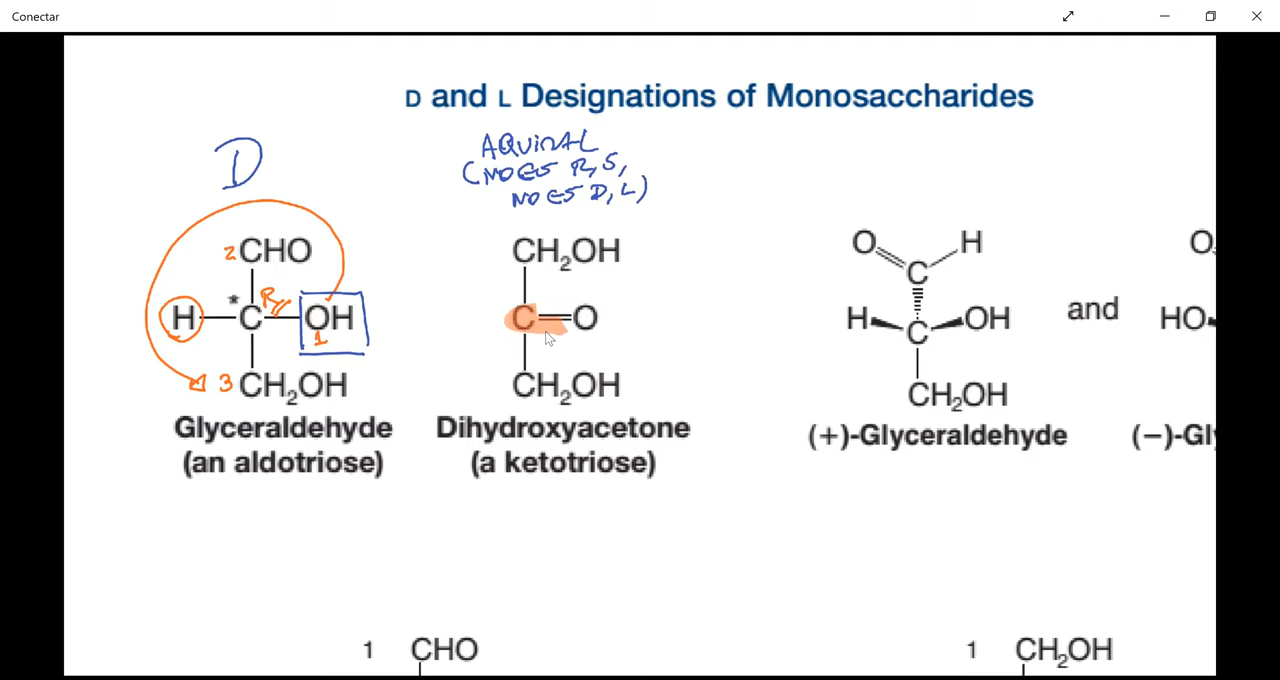 Conectar
D and L Designations of Monosaccharides
D
AQUIRAL
(NO ES R, S,
NO ES D, L)
2 CHO
* R
H C OH
1
3 CH₂OH
Glyceraldehyde
(an aldotriose)
CH₂OH
C=O
CH₂OH
Dihydroxyacetone
(a ketotriose)
O H
C
H C OH
CH₂OH
(+)-Glyceraldehyde
and
O
HO
(−)-Gly
1 CHO
1 CH₂OH